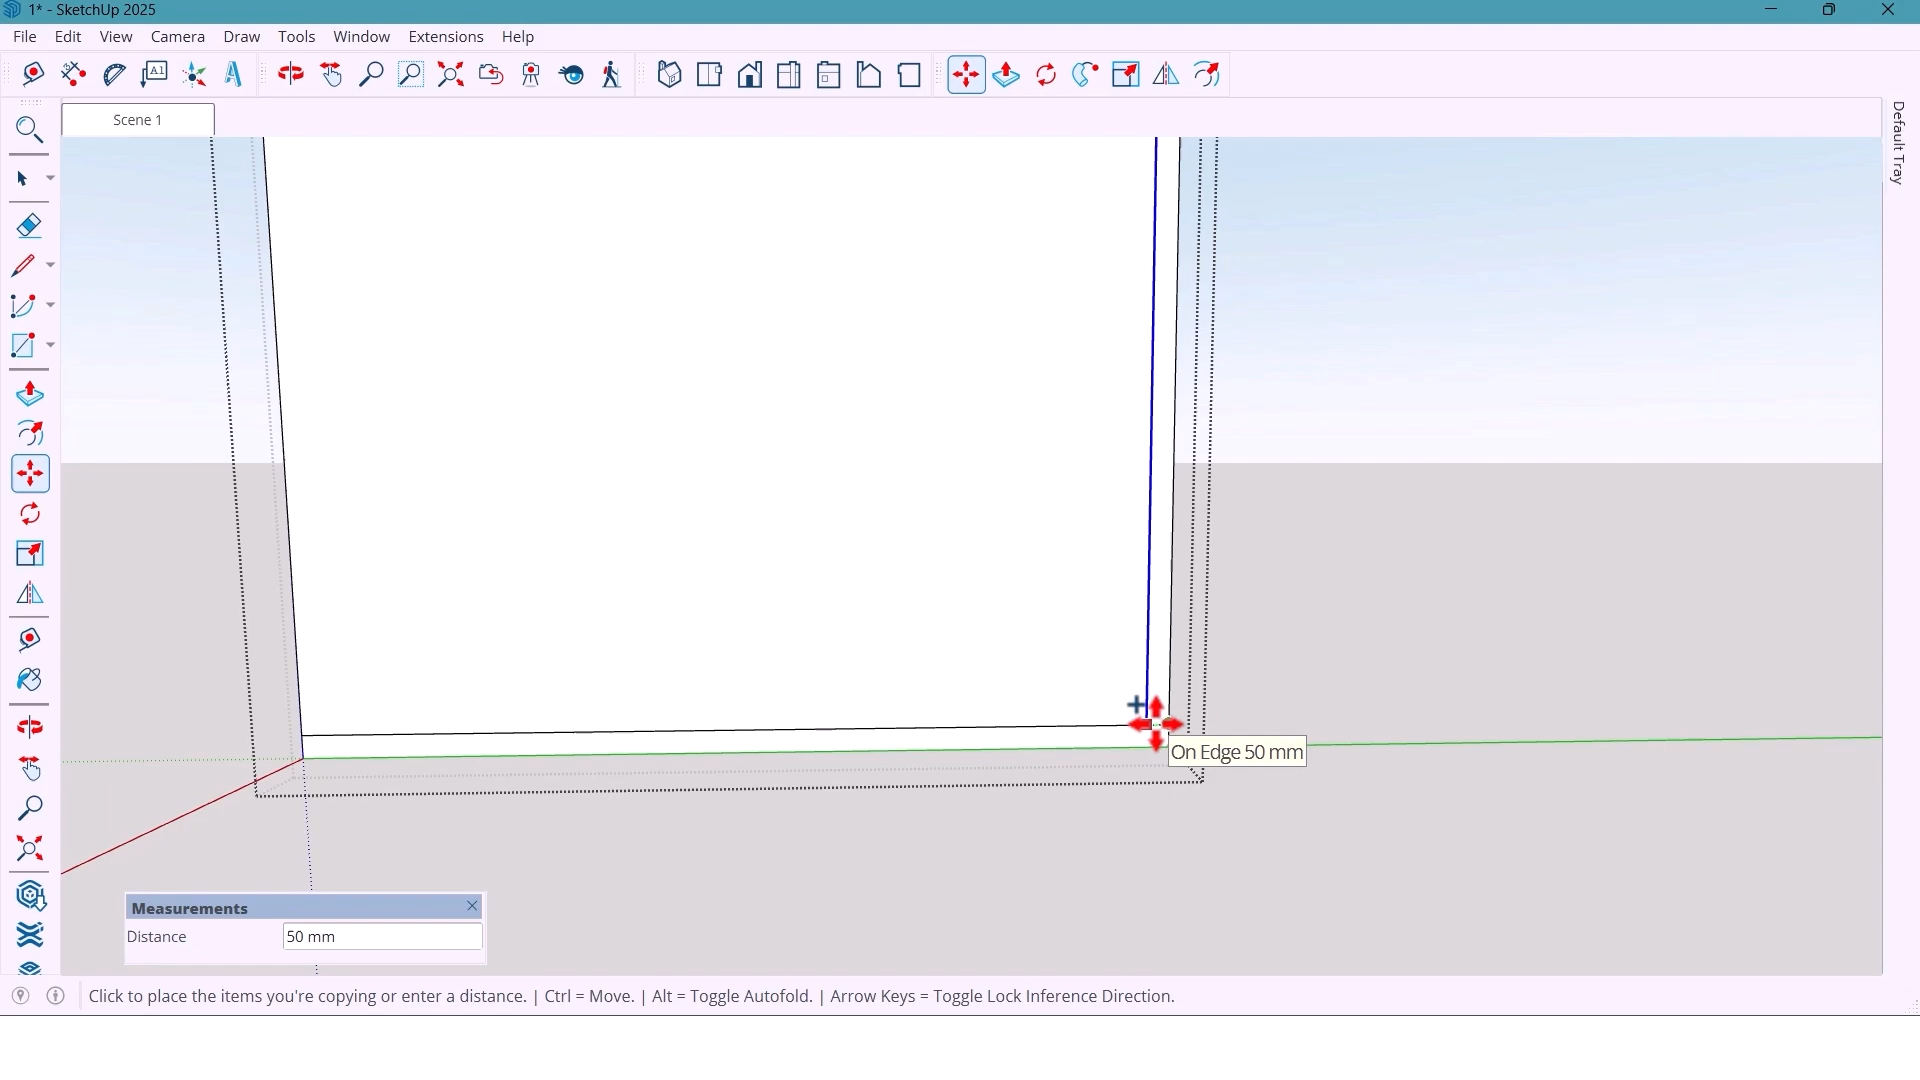 1* - SketchUp 2025
File Edit View Camera Draw Tools Window Extensions Help
A1
Scene 1
Default Tray
On Edge 50 mm
Measurements
Distance 50 mm
Click to place the items you're copying or enter a distance. | Ctrl = Move. | Alt = Toggle Autofold. | Arrow Keys = Toggle Lock Inference Direction.